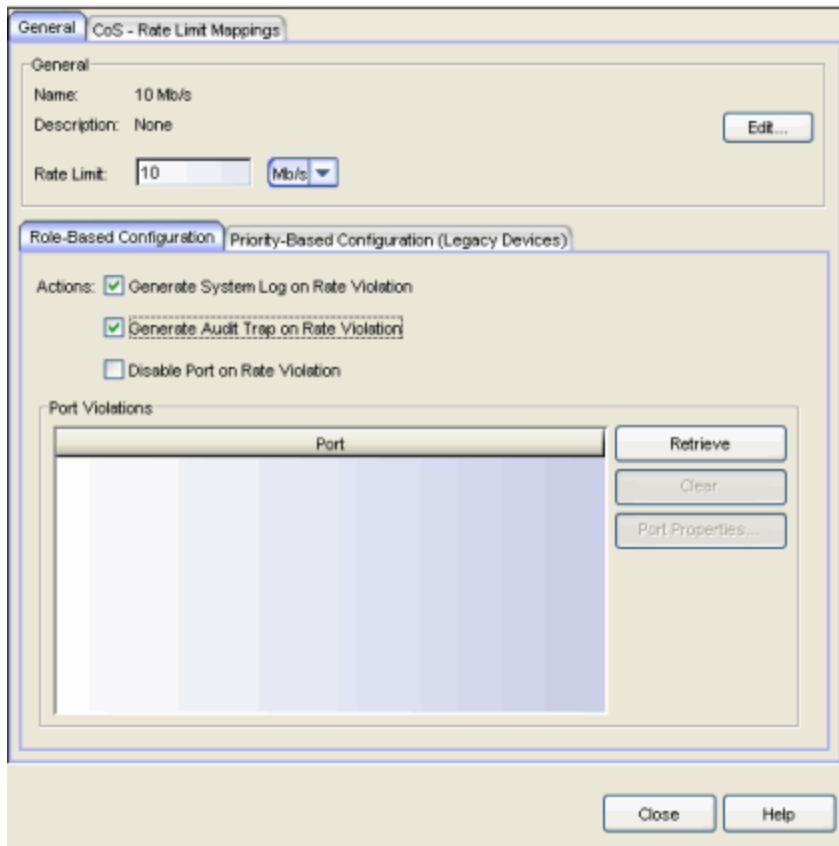 General CoS - Rate Limit Mappings
General
Name: 10 Mb/s
Description: None
Edit...
Rate Limit: 10 Mb/s
Role-Based Configuration Priority-Based Configuration (Legacy Devices)
Actions: Generate System Log on Rate Violation
Generate Audit Trap on Rate Violation
Disable Port on Rate Violation
Port Violations
Port
Retrieve
Clear
Port Properties...
Close Help